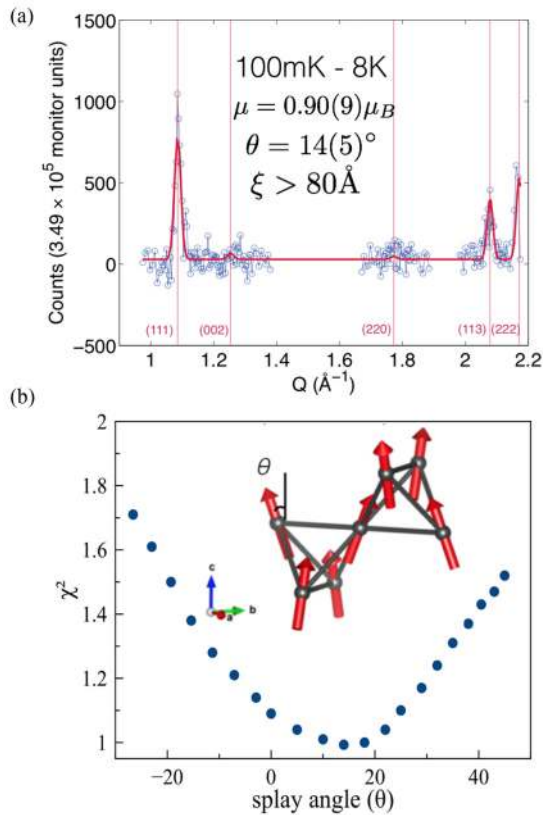 (a)
1500
1000
500
0
−500
Counts (3.49 × 10⁵ monitor units)
100mK - 8K
μ = 0.90(9)μ_B
θ = 14(5)°
ξ > 80Å
(111) (002) (220) (113) (222)
1 1.2 1.4 1.6 1.8 2 2.2
Q (Å⁻¹)
(b)
2
1.8
1.6
1.4
1.2
1
χ²
θ
c
b
a
−20 0 20 40
splay angle (θ)